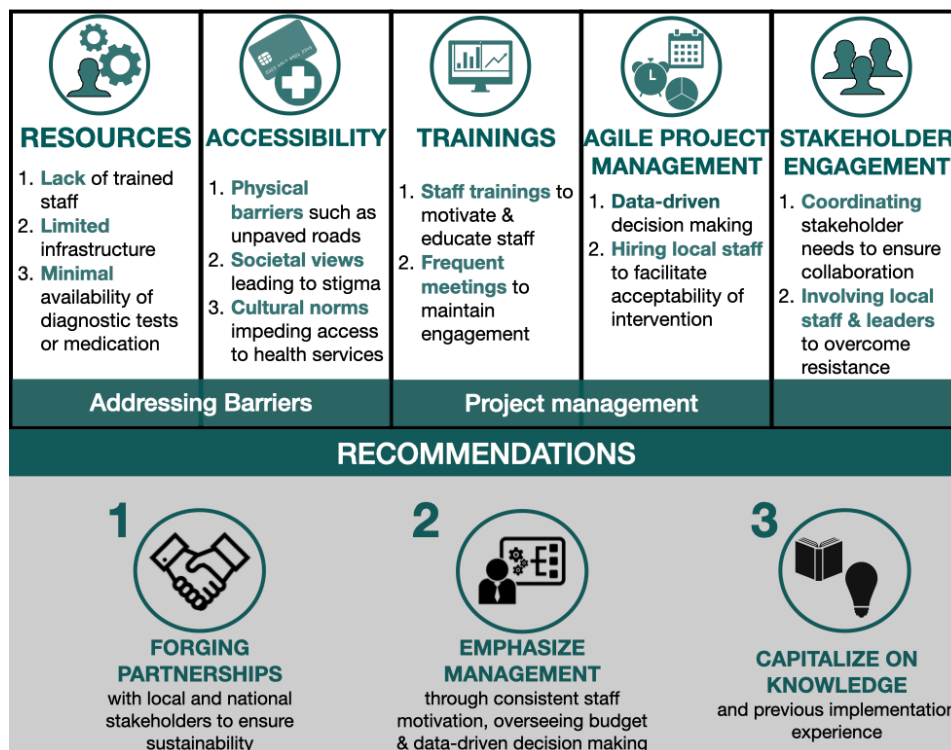 RESOURCES
1. Lack of trained
staff
2. Limited
infrastructure
3. Minimal
availability of
diagnostic tests
or medication
ACCESSIBILITY
1. Physical
barriers such as
unpaved roads
2. Societal views
leading to stigma
3. Cultural norms
impeding access
to health services
TRAININGS
1. Staff trainings to
motivate &
educate staff
2. Frequent
meetings to
maintain
engagement
AGILE PROJECT
MANAGEMENT
1. Data-driven
decision making
2. Hiring local staff
to facilitate
acceptability of
intervention
STAKEHOLDER
ENGAGEMENT
1. Coordinating
stakeholder
needs to ensure
collaboration
2. Involving local
staff & leaders
to overcome
resistance
Addressing Barriers
Project management
RECOMMENDATIONS
1
FORGING
PARTNERSHIPS
with local and national
stakeholders to ensure
sustainability
2
EMPHASIZE
MANAGEMENT
through consistent staff
motivation, overseeing budget
& data-driven decision making
3
CAPITALIZE ON
KNOWLEDGE
and previous implementation
experience